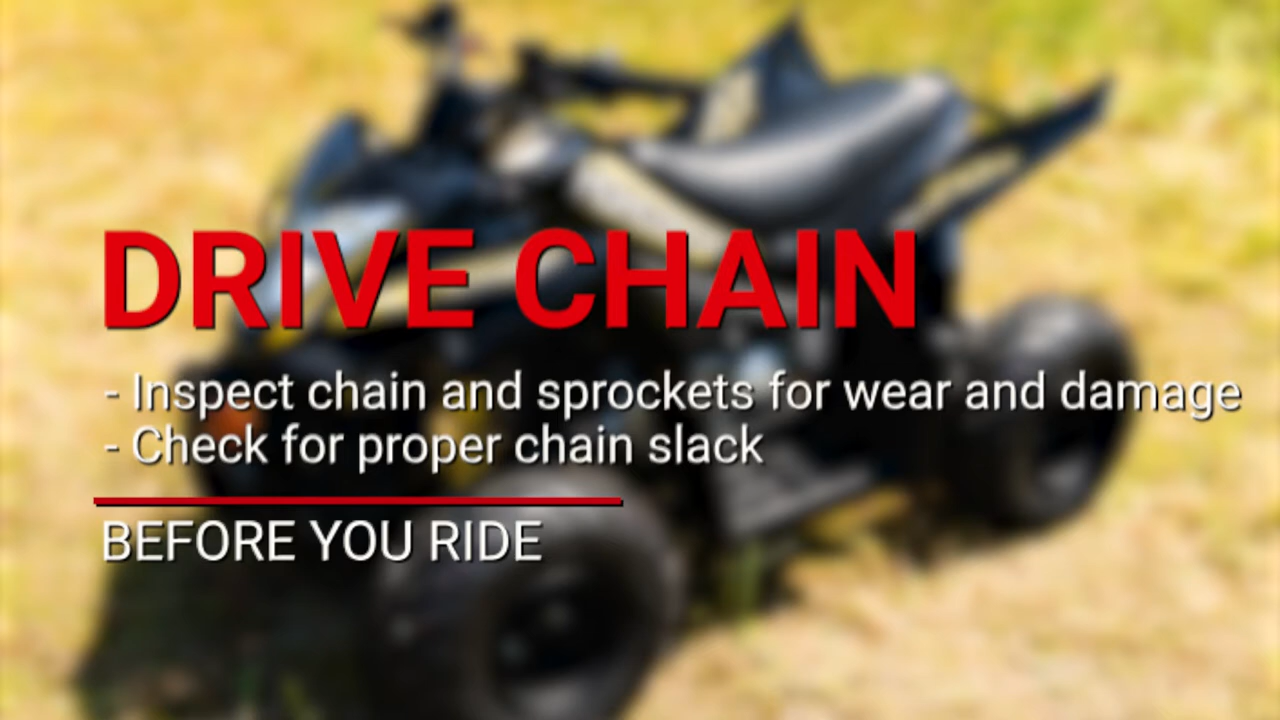 DRIVE CHAIN
- Inspect chain and sprockets for wear and damage
- Check for proper chain slack
BEFORE YOU RIDE